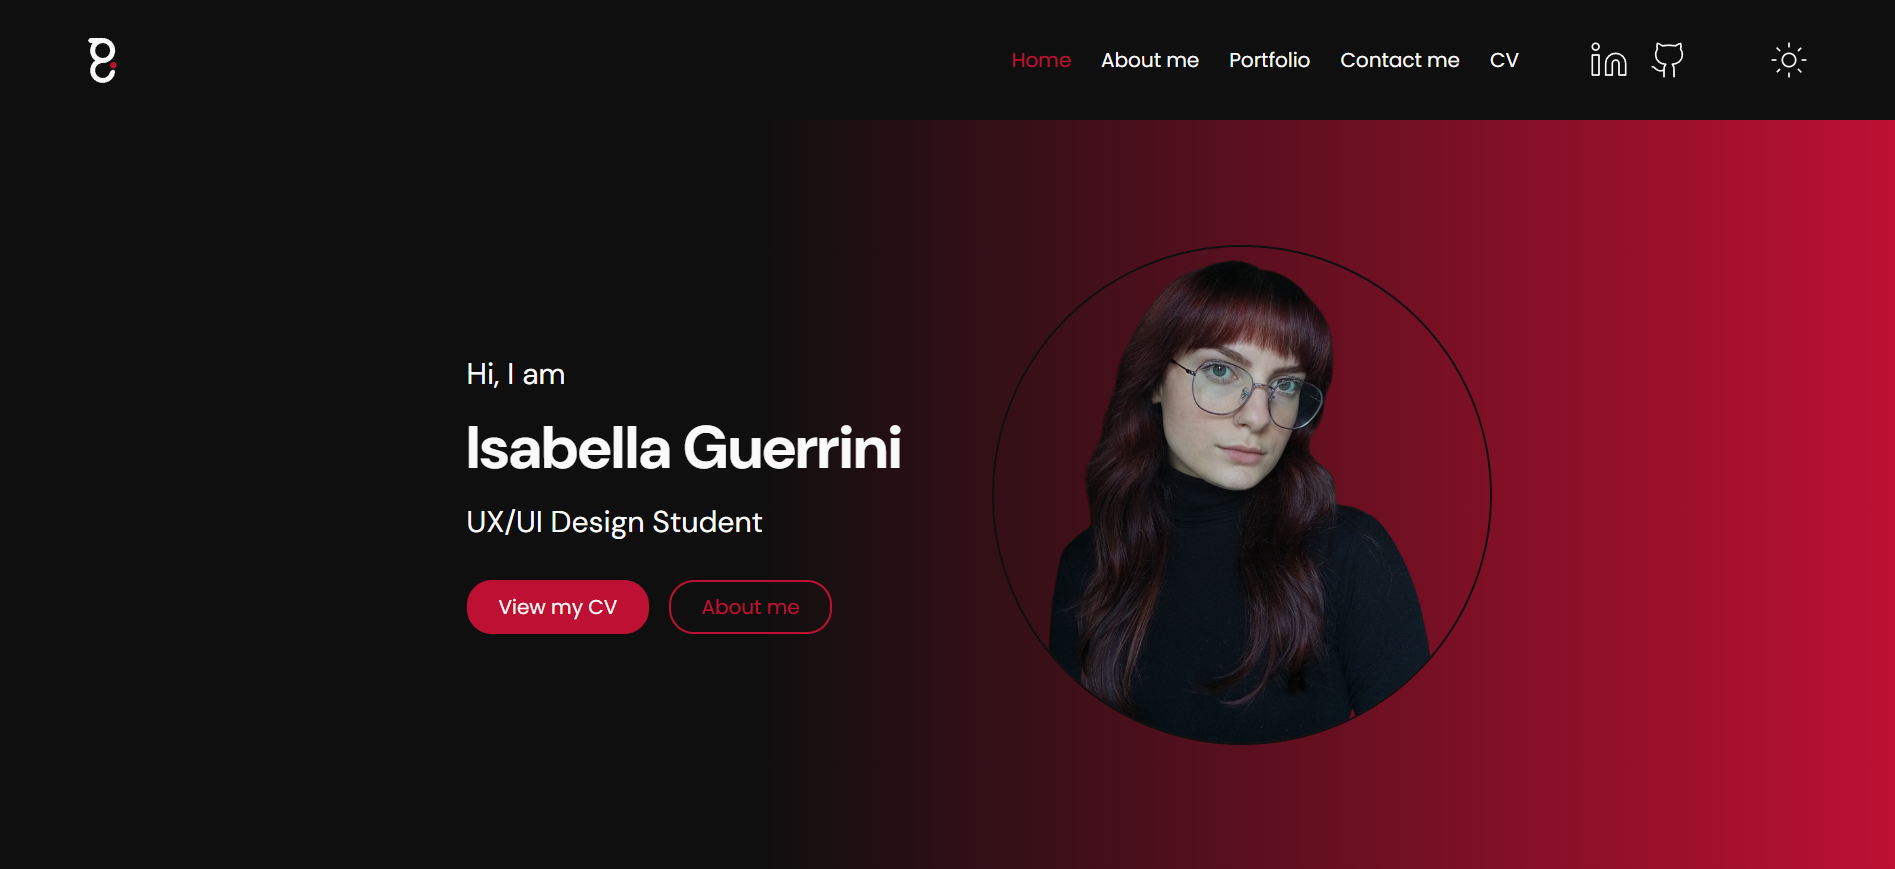 Home About me Portfolio Contact me CV
Hi, I am
Isabella Guerrini
UX/UI Design Student
View my CV About me